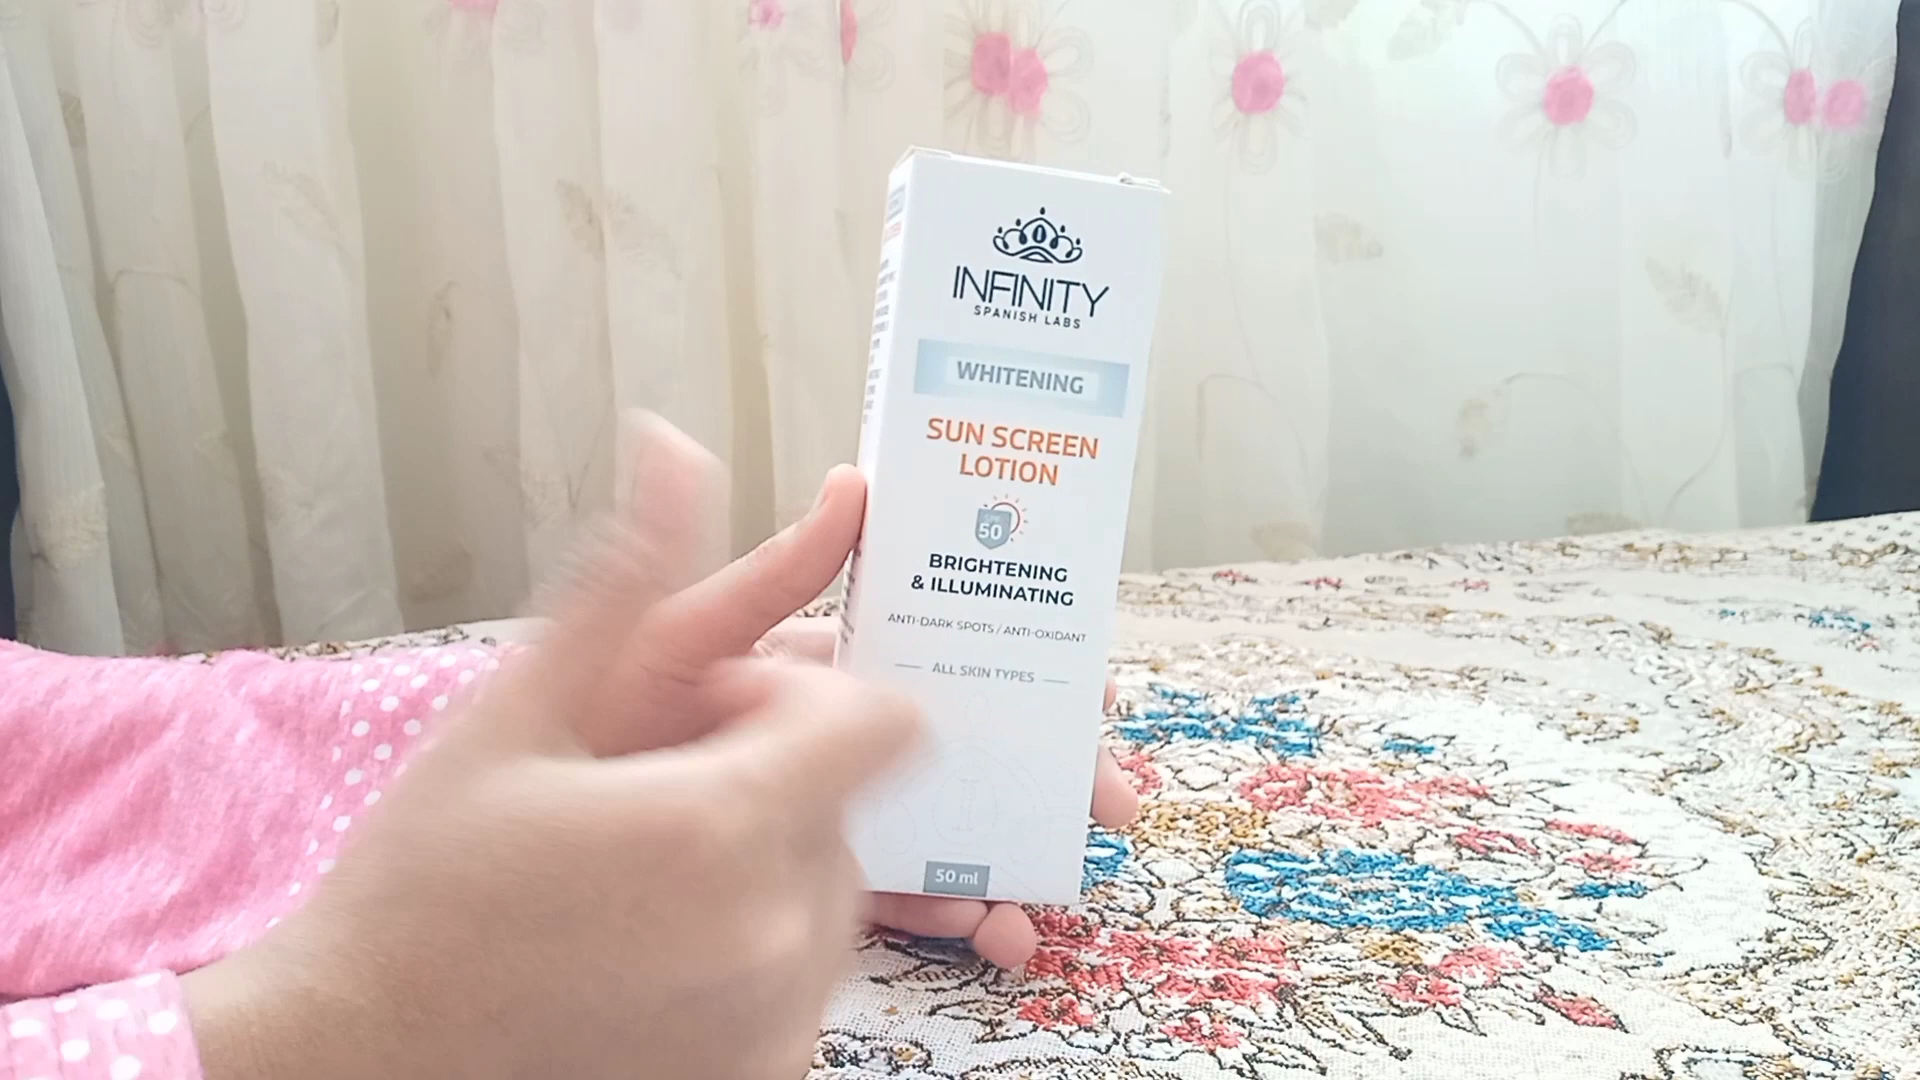 INFINITY
SPANISH LABS
WHITENING
SUN SCREEN
LOTION
SPF
50
BRIGHTENING
& ILLUMINATING
ANTI-DARK SPOTS / ANTI-OXIDANT
ALL SKIN TYPES
50 ml